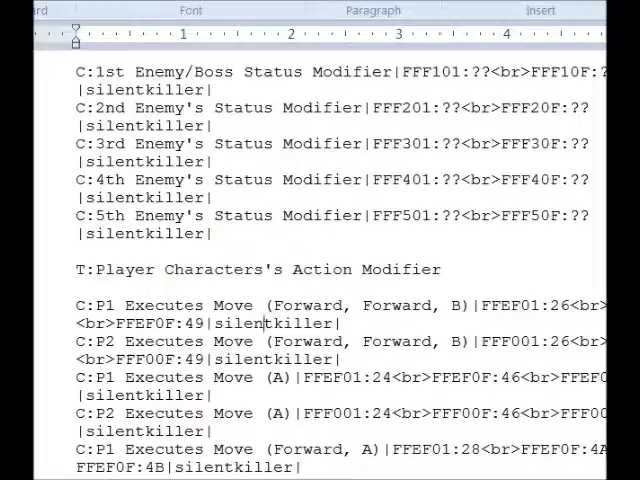 ard Font Paragraph Insert
1 2 3 4
C:1st Enemy/Boss Status Modifier|FFF101:??<br>FFF10F:?
|silentkiller|
C:2nd Enemy's Status Modifier|FFF201:??<br>FFF20F:??
|silentkiller|
C:3rd Enemy's Status Modifier|FFF301:??<br>FFF30F:??
|silentkiller|
C:4th Enemy's Status Modifier|FFF401:??<br>FFF40F:??
|silentkiller|
C:5th Enemy's Status Modifier|FFF501:??<br>FFF50F:??
|silentkiller|
T:Player Characters's Action Modifier
C:P1 Executes Move (Forward, Forward, B)|FFEF01:26<br>
<br>FFEF0F:49|silentkiller|
C:P2 Executes Move (Forward, Forward, B)|FFF001:26<br>
<br>FFF00F:49|silentkiller|
C:P1 Executes Move (A)|FFEF01:24<br>FFEF0F:46<br>FFEF0
|silentkiller|
C:P2 Executes Move (A)|FFF001:24<br>FFF00F:46<br>FFF00
|silentkiller|
C:P1 Executes Move (Forward, A)|FFEF01:28<br>FFEF0F:4A
FFEF0F:4B|silentkiller|